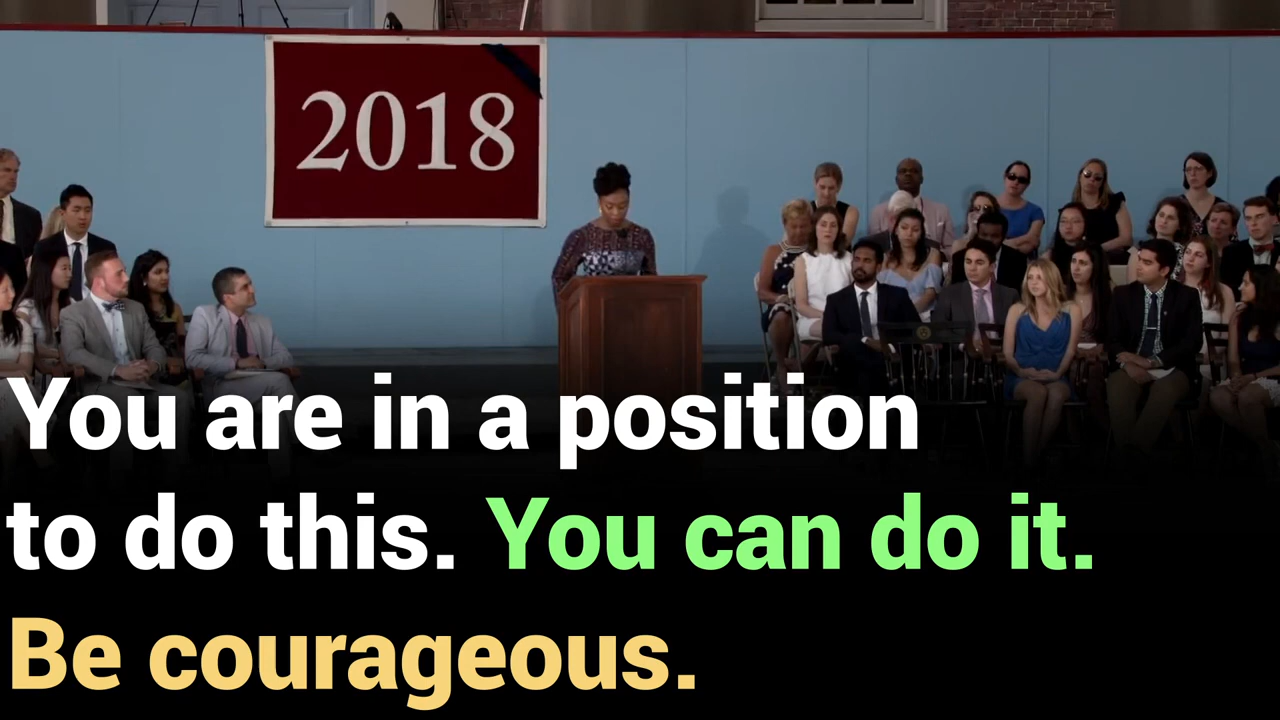 2018
You are in a position
to do this. You can do it.
Be courageous.